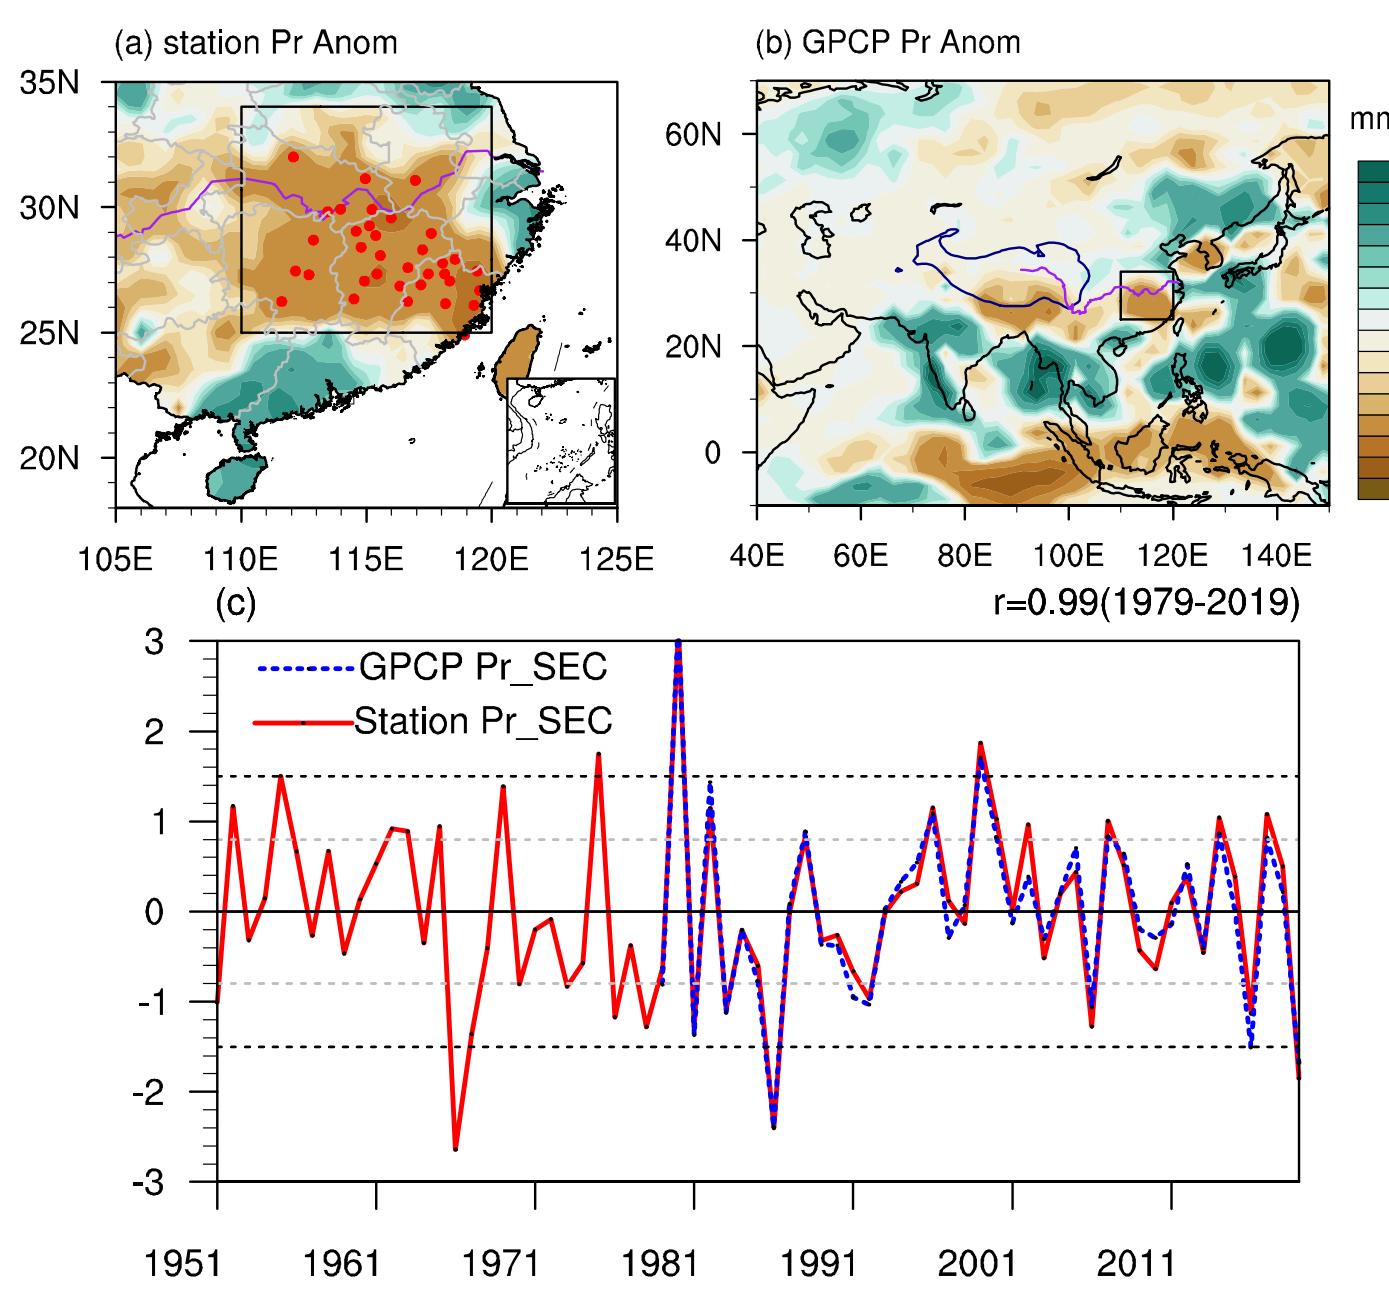 (a) station Pr Anom
(b) GPCP Pr Anom
35N
30N
25N
20N
105E 110E 115E 120E 125E
60N
40N
20N
0
40E 60E 80E 100E 120E 140E
(c)
r=0.99(1979-2019)
3
2
1
0
-1
-2
-3
GPCP Pr_SEC
Station Pr_SEC
1951 1961 1971 1981 1991 2001 2011